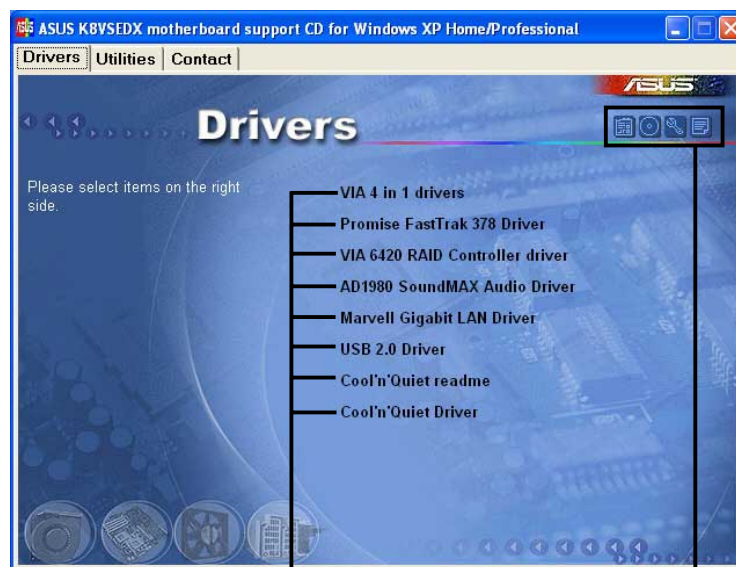 ASUS K8VSEDX motherboard support CD for Windows XP Home/Professional
Drivers Utilities Contact
ASUS
Drivers
Please select items on the right
side.
VIA 4 in 1 drivers
Promise FastTrak 378 Driver
VIA 6420 RAID Controller driver
AD1980 SoundMAX Audio Driver
Marvell Gigabit LAN Driver
USB 2.0 Driver
Cool'n'Quiet readme
Cool'n'Quiet Driver